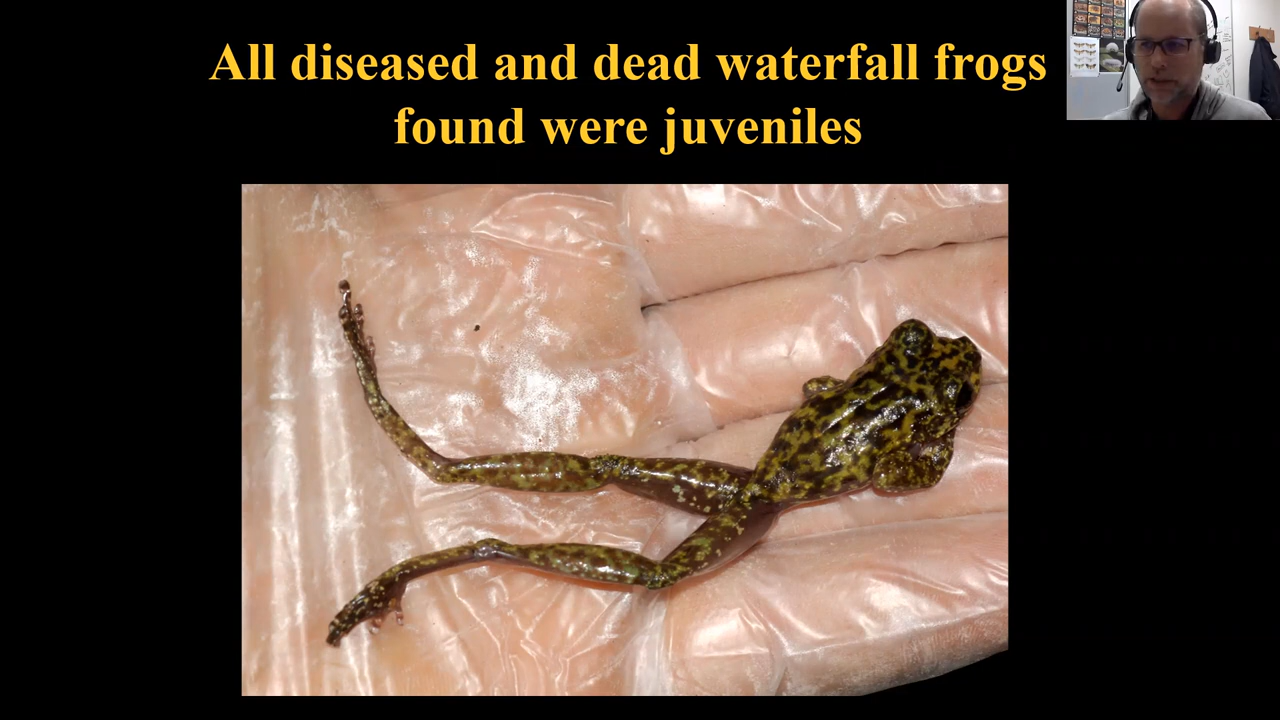 All diseased and dead waterfall frogs
found were juveniles